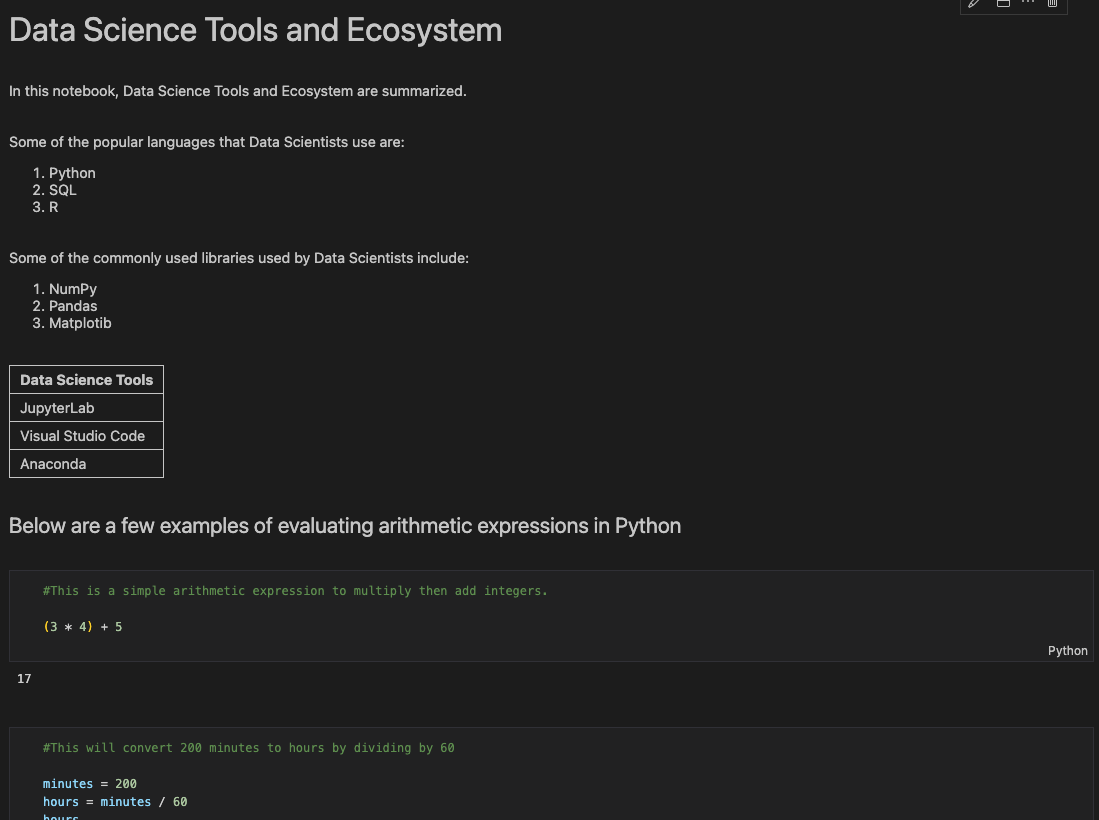 Data Science Tools and Ecosystem
In this notebook, Data Science Tools and Ecosystem are summarized.
Some of the popular languages that Data Scientists use are:
1. Python
2. SQL
3. R
Some of the commonly used libraries used by Data Scientists include:
1. NumPy
2. Pandas
3. Matplotib
Data Science Tools
JupyterLab
Visual Studio Code
Anaconda
Below are a few examples of evaluating arithmetic expressions in Python
#This is a simple arithmetic expression to multiply then add integers.
(3 * 4) + 5
Python
17
#This will convert 200 minutes to hours by dividing by 60
minutes = 200
hours = minutes / 60
hours